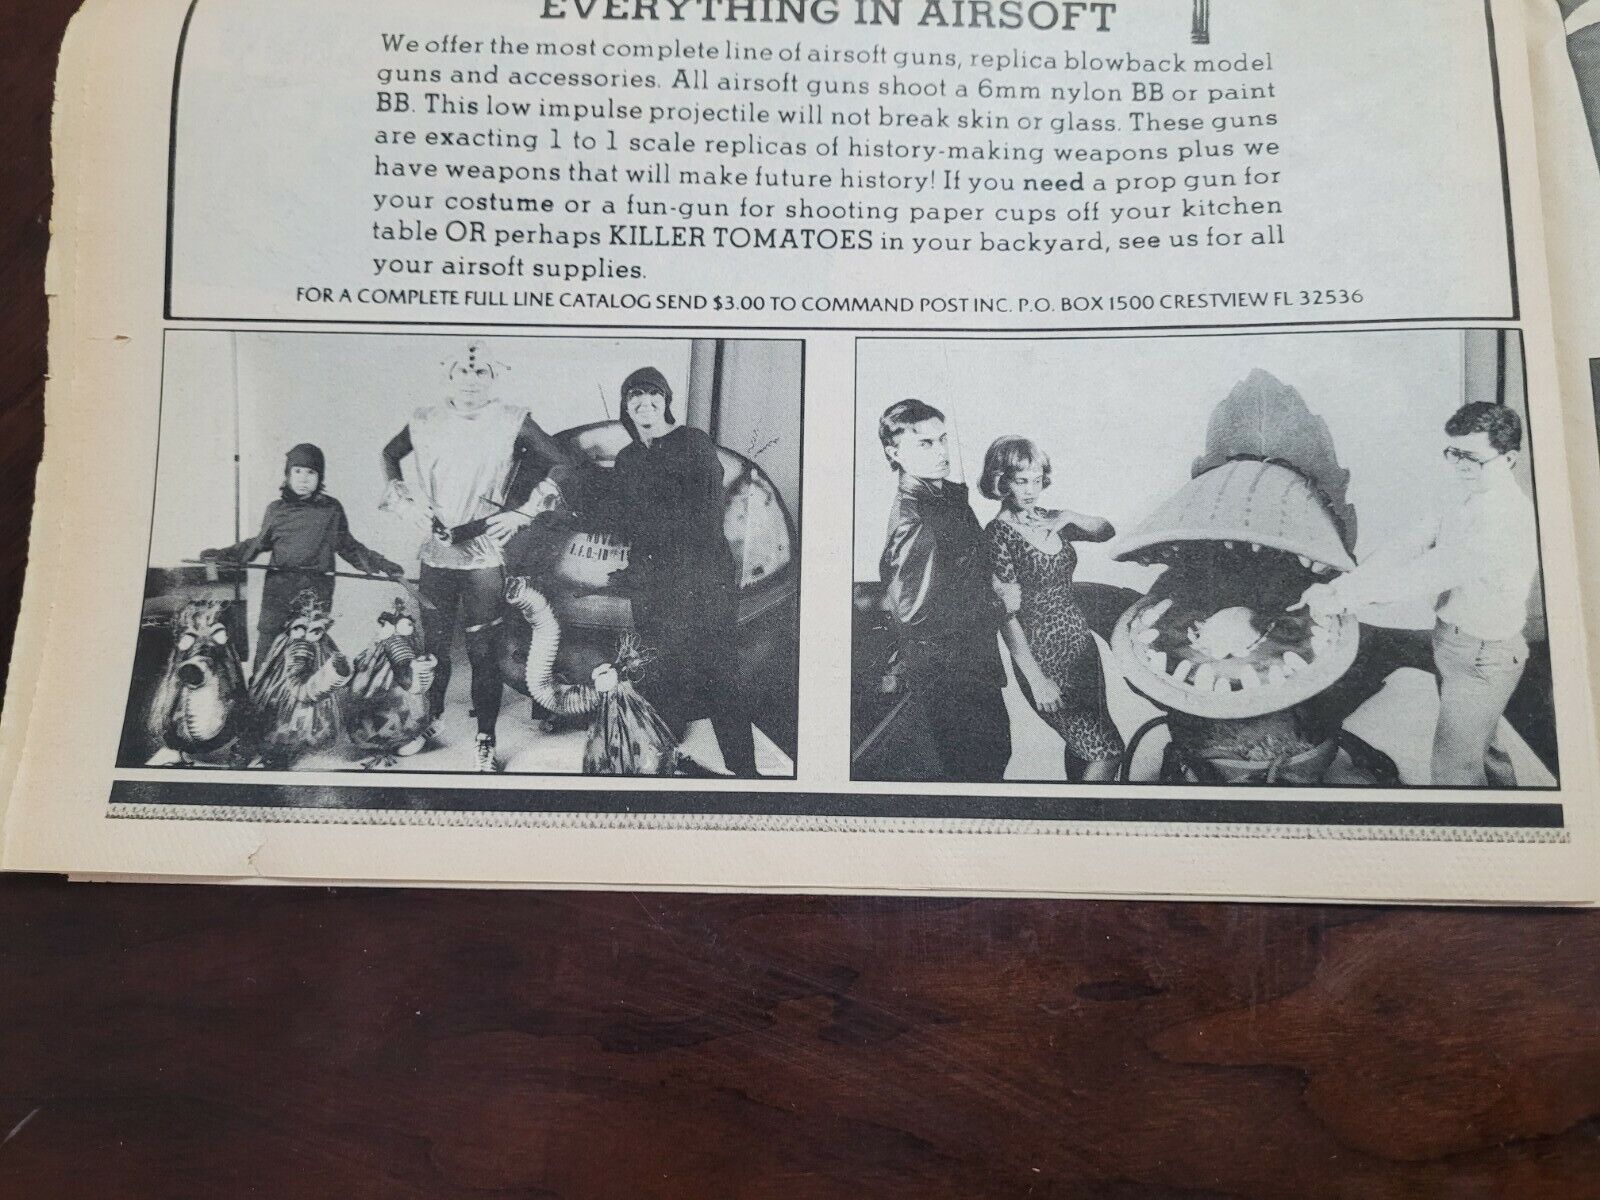 EVERYTHING IN AIRSOFT
We offer the most complete line of airsoft guns, replica blowback model
guns and accessories. All airsoft guns shoot a 6mm nylon BB or paint
BB. This low impulse projectile will not break skin or glass. These guns
are exacting 1 to 1 scale replicas of history-making weapons plus we
have weapons that will make future history! If you need a prop gun for
your costume or a fun-gun for shooting paper cups off your kitchen
table OR perhaps KILLER TOMATOES in your backyard, see us for all
your airsoft supplies.
FOR A COMPLETE FULL LINE CATALOG SEND $3.00 TO COMMAND POST INC. P.O. BOX 1500 CRESTVIEW FL 32536